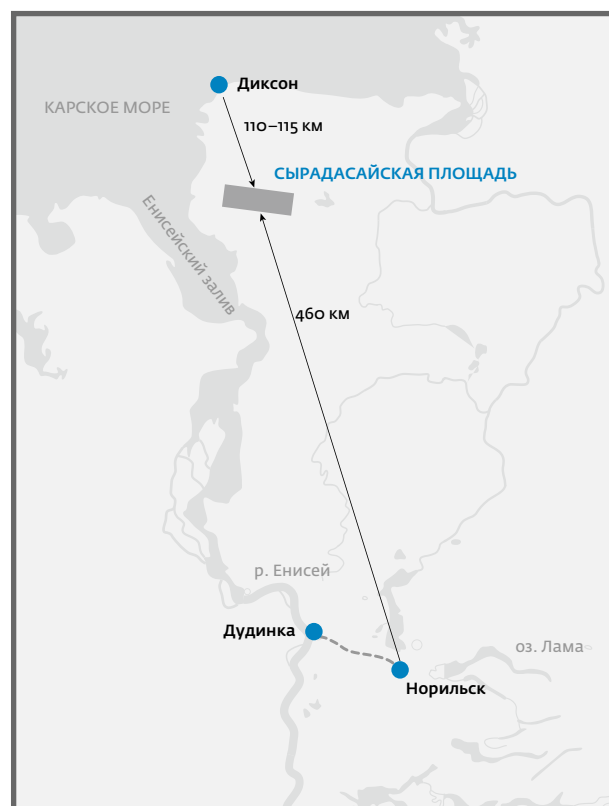 Диксон
КАРСКОЕ МОРЕ
110–115 КМ
СЫРАДАСАЙСКАЯ ПЛОЩАДЬ
Енисейский залив
460 КМ
р. Енисей
Дудинка
оз. Лама
Норильск